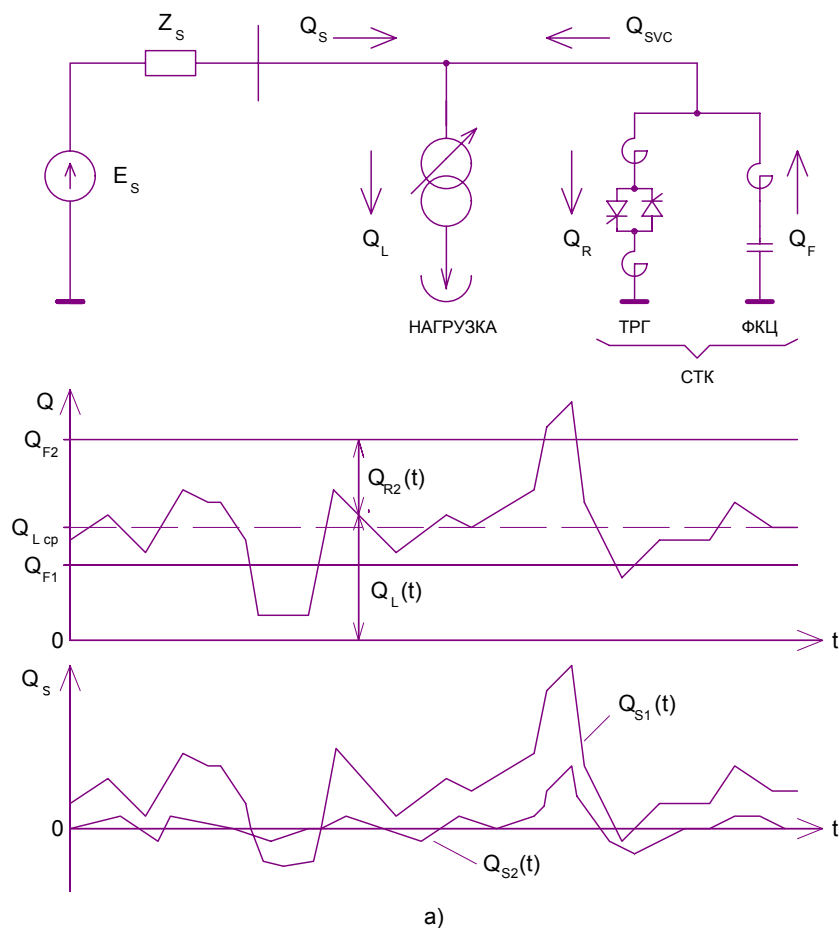 Z_S
Q_S
Q_SVC
E_S
Q_L
Q_R
Q_F
НАГРУЗКА
ТРГ
ФКЦ
СТК
Q
Q_F2
Q_R2(t)
Q_L ср
Q_F1
Q_L(t)
0
t
Q_S
Q_S1(t)
0
t
Q_S2(t)
а)